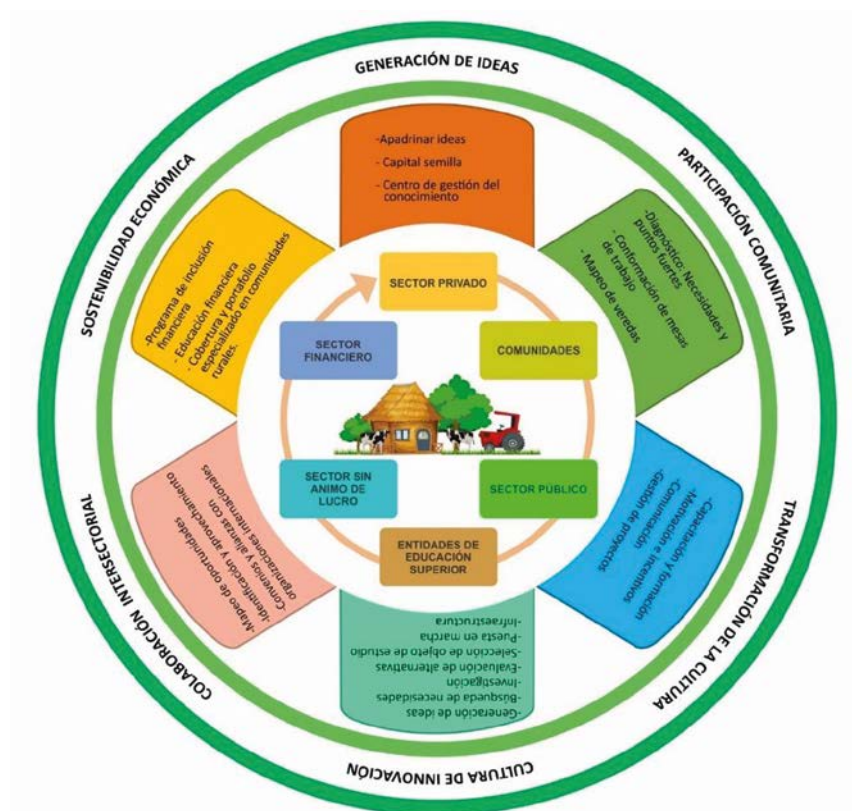 GENERACIÓN DE IDEAS
-Apadrinar ideas
- Capital semilla
- Centro de gestión del
conocimiento
PARTICIPACIÓN COMUNITARIA
-Diagnóstico: Necesidades y
puntos fuertes
- Conformación de mesas
de trabajo
- Mapeo de veredas
TRANSFORMACIÓN DE LA CULTURA
-Capacitación y formación
-Motivación e incentivos
-Comunicación
-Gestión de proyectos
CULTURA DE INNOVACIÓN
-Generación de ideas
-Búsqueda de necesidades
-Investigación
-Evaluación de alternativas
-Selección de objeto de estudio
-Puesta en marcha
-Infraestructura
COLABORACIÓN INTERSECTORIAL
-Mapeo de oportunidades
-Identificación y aprovechamiento
-Convenios y alianzas con
organizaciones internacionales
SOSTENIBILIDAD ECONÓMICA
-Programa de inclusión
financiera
- Educación financiera
- Cobertura y portafolio
especializado en comunidades
rurales.
SECTOR PRIVADO
COMUNIDADES
SECTOR PÚBLICO
ENTIDADES DE
EDUCACIÓN
SUPERIOR
SECTOR SIN
ANIMO DE
LUCRO
SECTOR
FINANCIERO